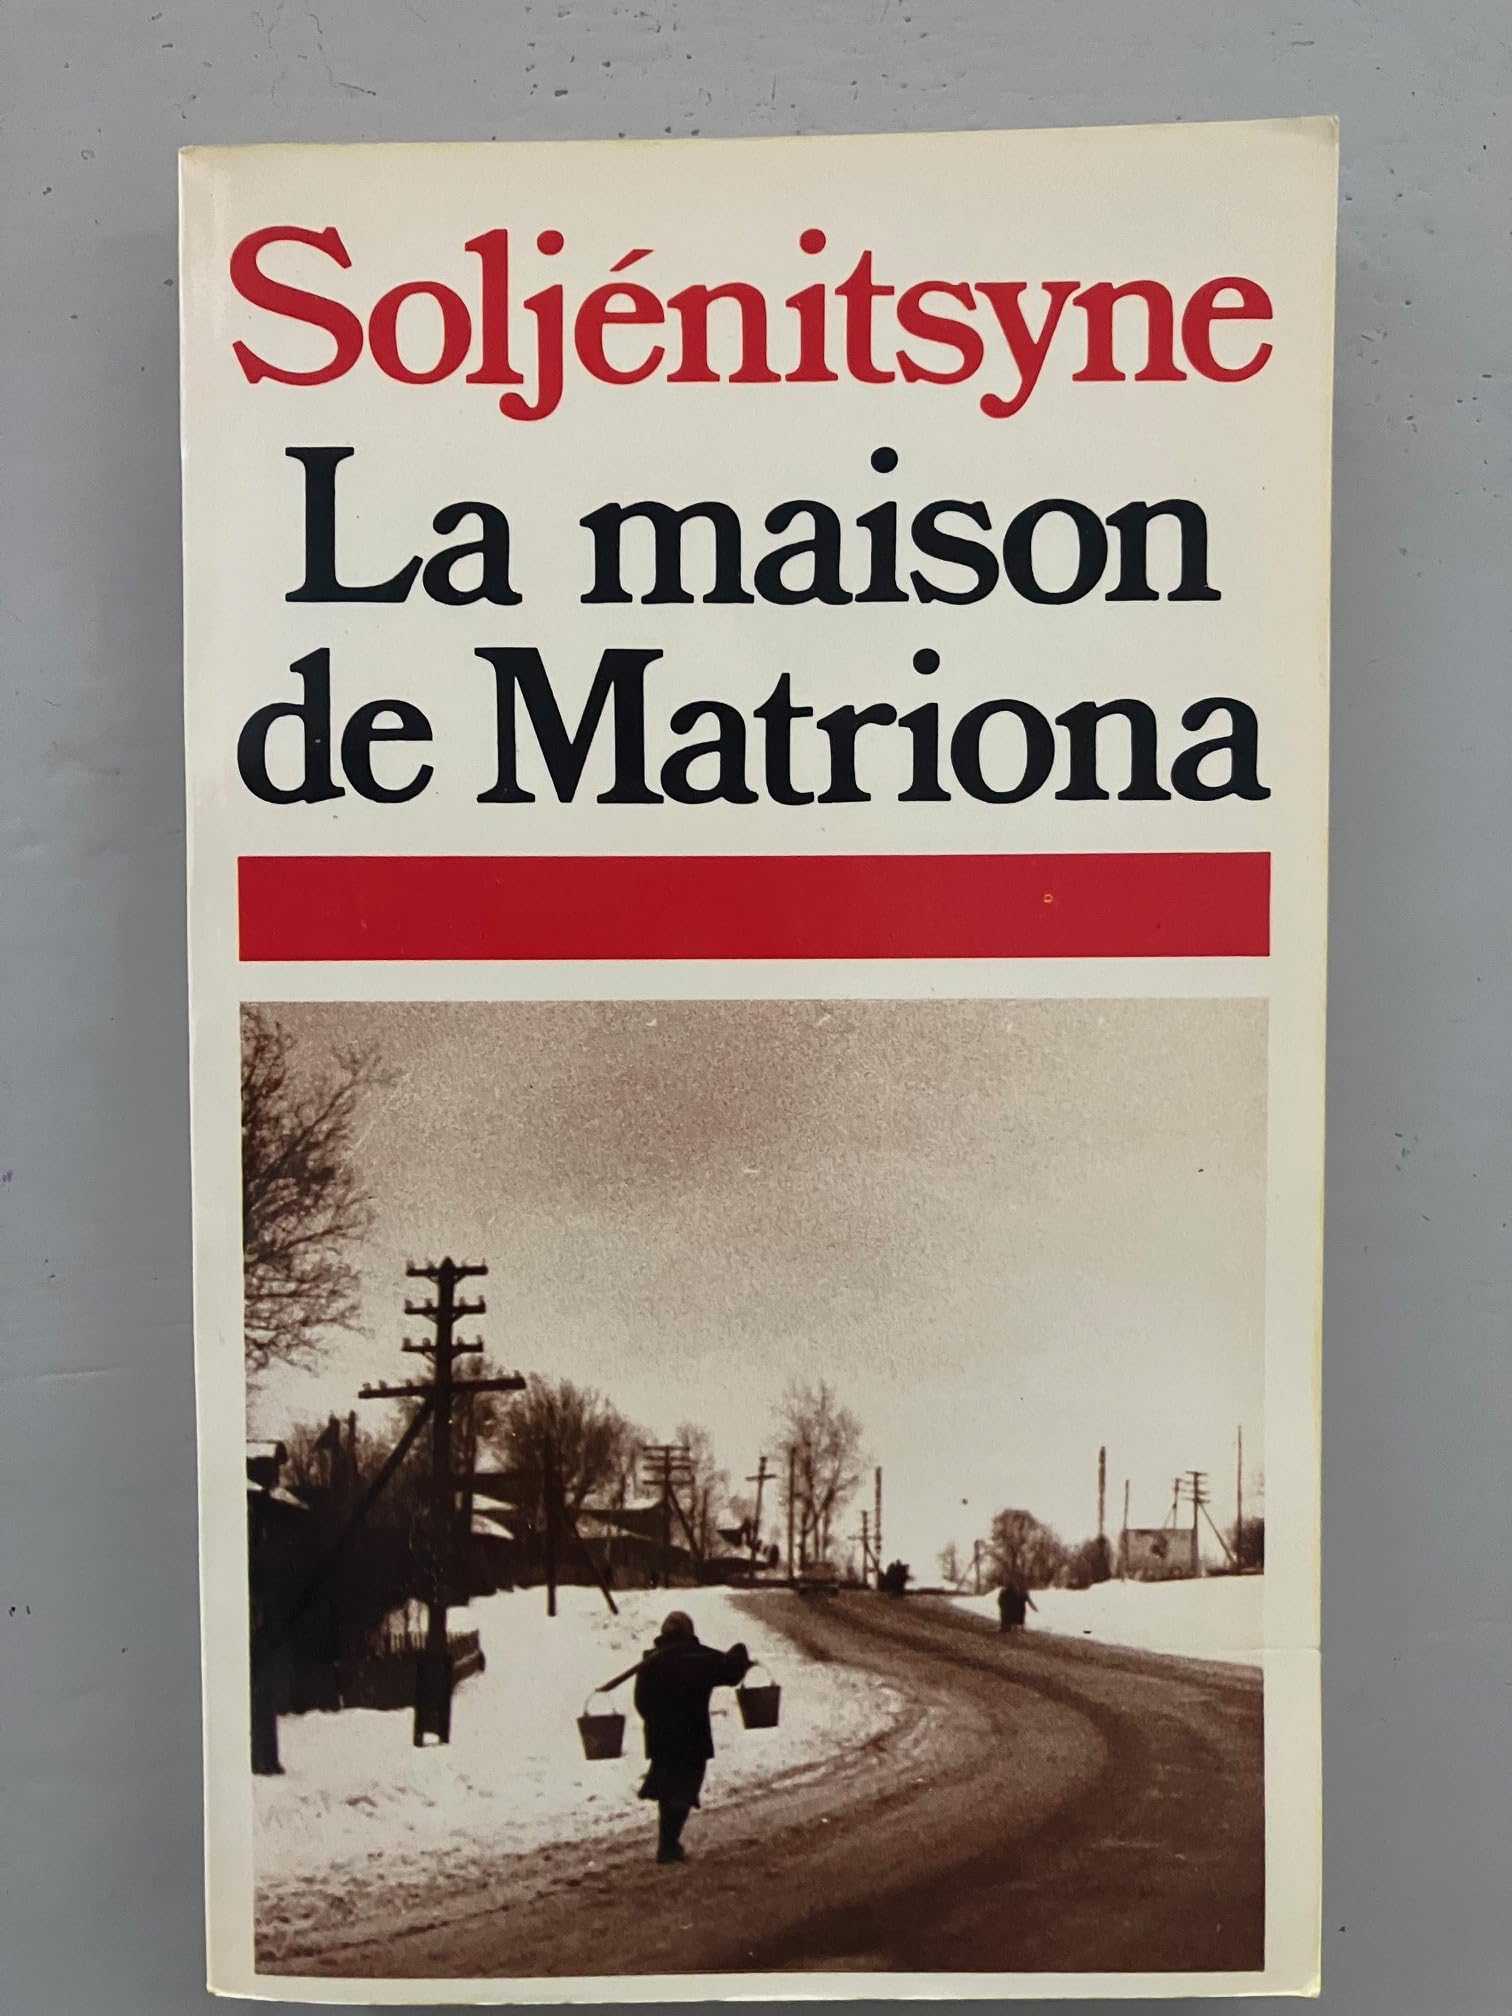 Soljénitsyne
La maison
de Matriona